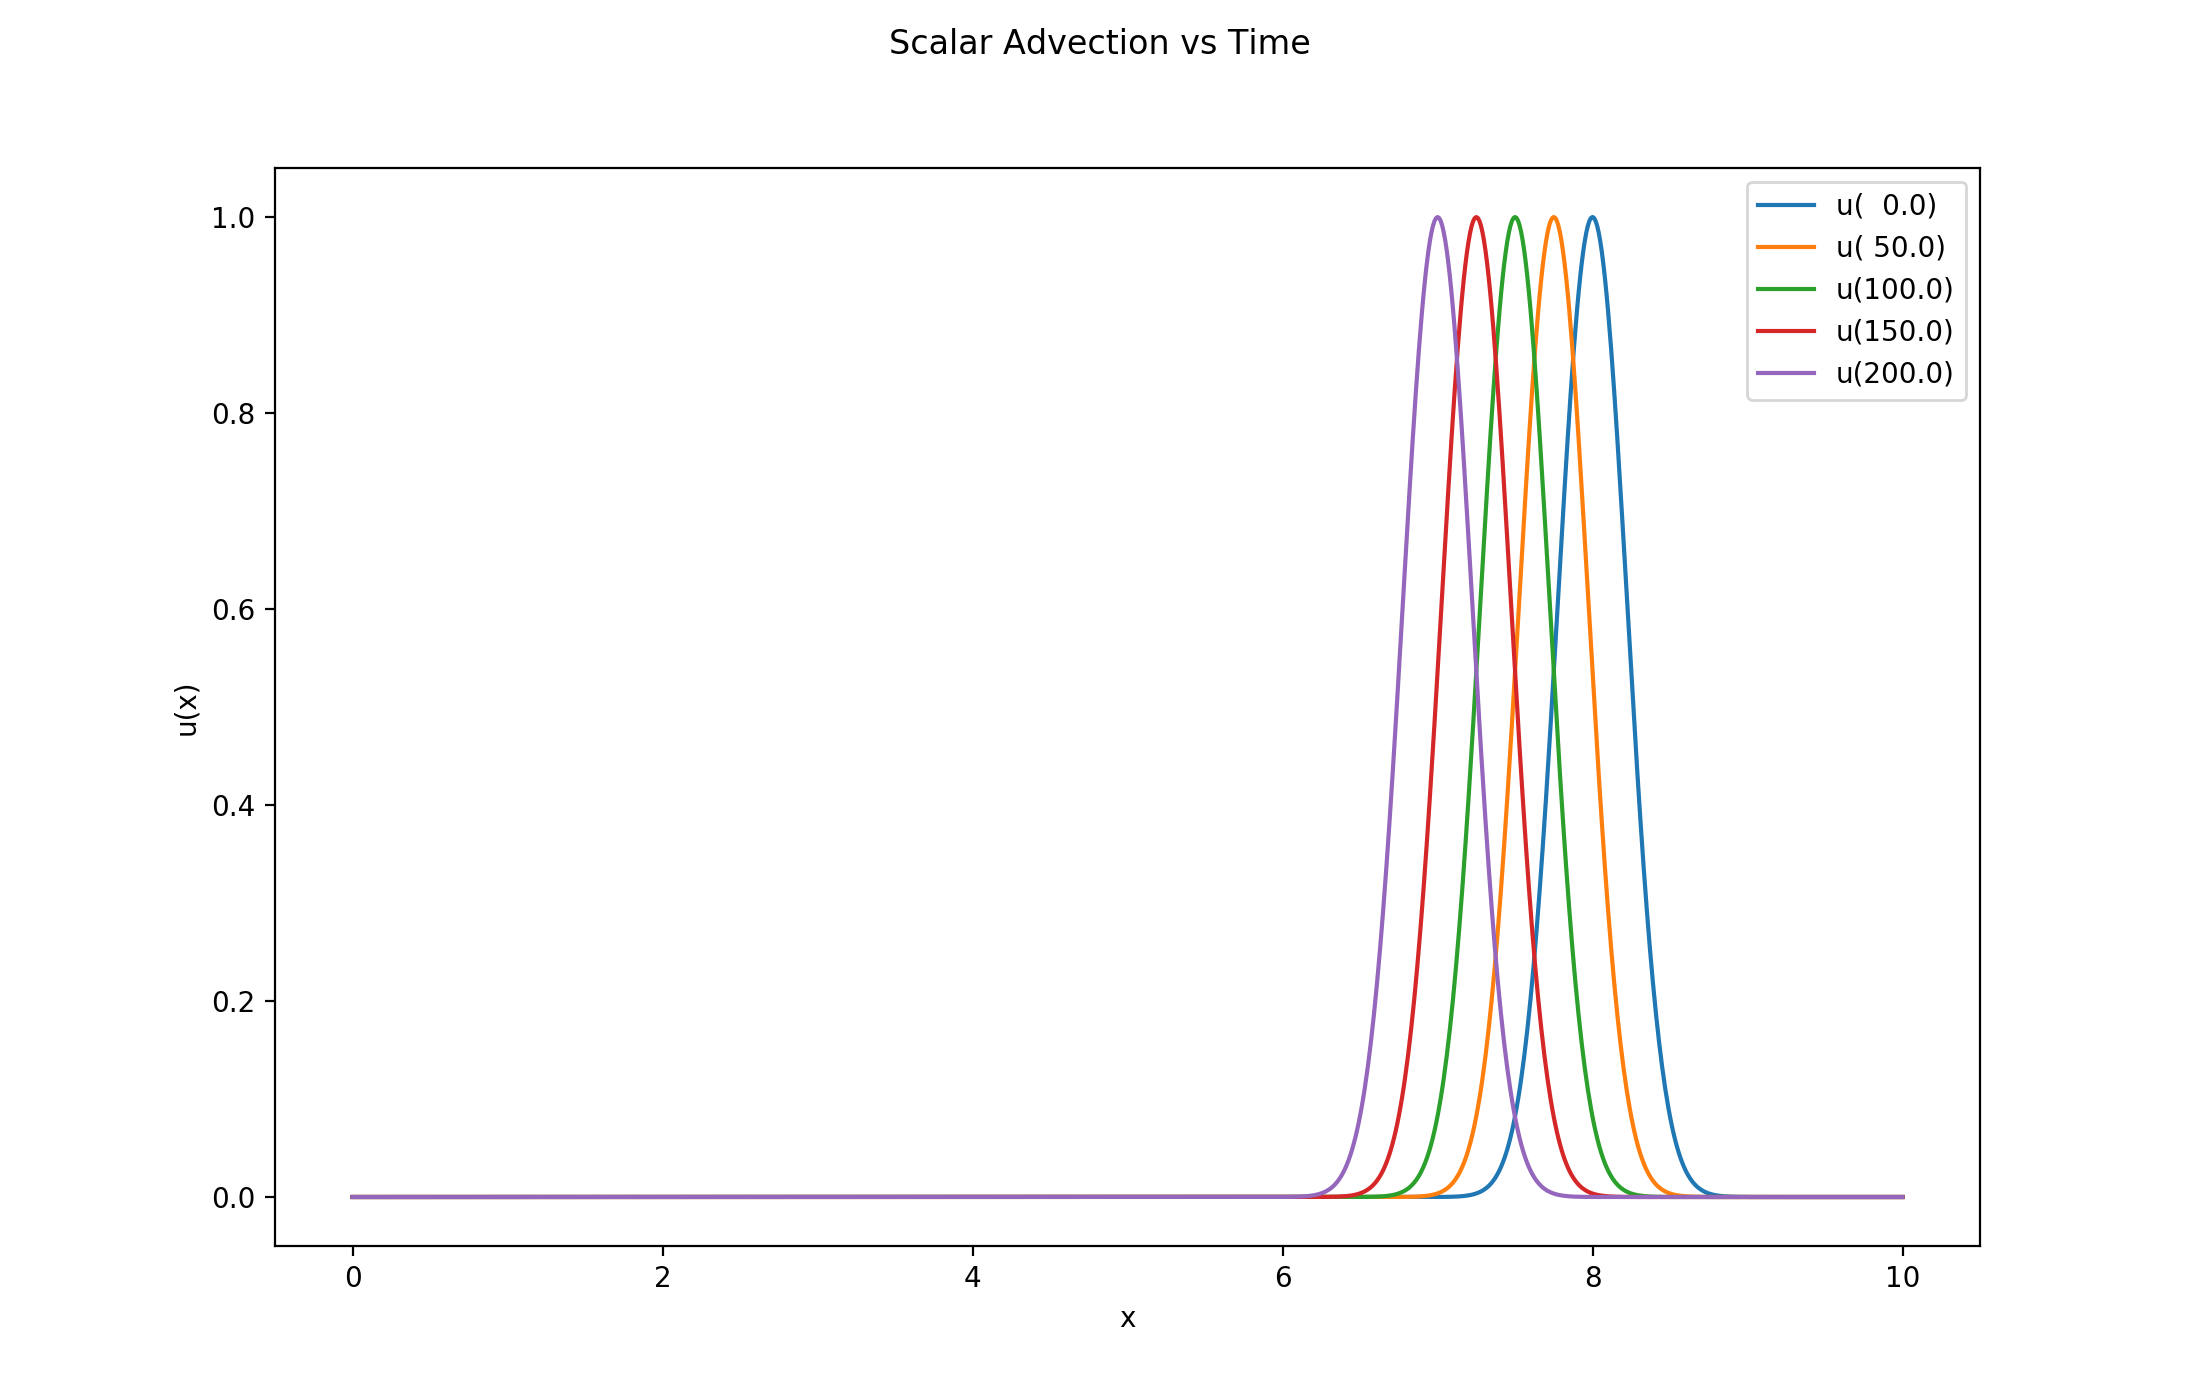 Scalar Advection vs Time
u(  0.0)
u( 50.0)
u(100.0)
u(150.0)
u(200.0)
1.0
0.8
0.6
0.4
0.2
0.0
u(x)
0 2 4 6 8 10
x